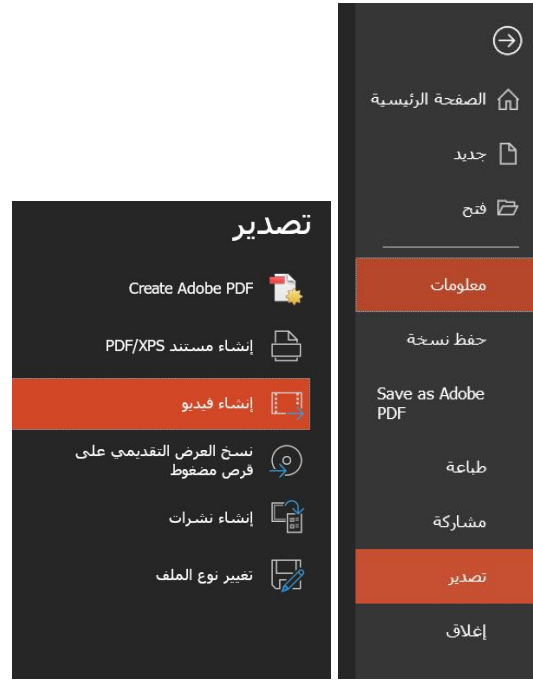 الصفحة الرئيسية
جديد
فتح
معلومات
حفظ نسخة
Save as Adobe
PDF
طباعة
مشاركة
تصدير
إغلاق
تصدير
Create Adobe PDF
إنشاء مستند PDF/XPS
إنشاء فيديو
نسخ العرض التقديمي على
قرص مضغوط
إنشاء نشرات
تغيير نوع الملف